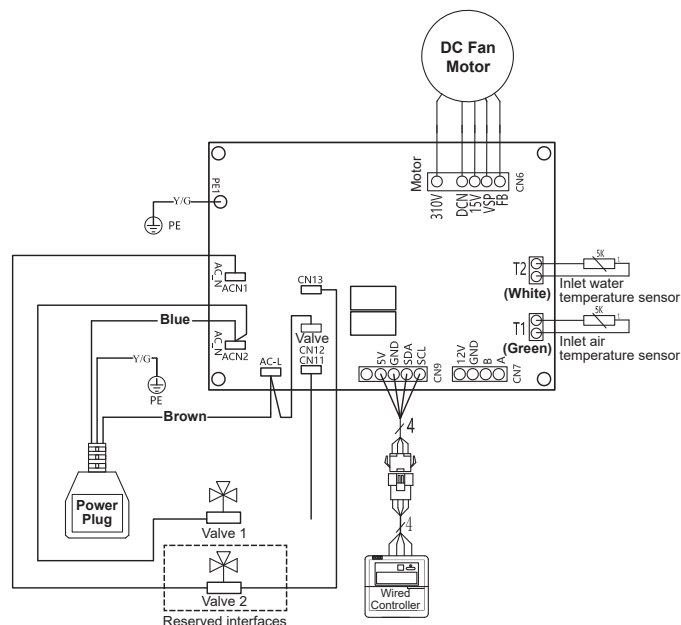 DC Fan
Motor
Motor
310V
DCN
15V
VSP
FB
CN6
PE1
Y/G
PE
AC_N
ACN1
CN13
T2
(White)
5K
t
Inlet water
temperature sensor
Blue
AC_N
ACN2
Valve
CN12
CN11
AC-L
T1
(Green)
5K
t
Inlet air
temperature sensor
Y/G
PE
5V
GND
SDA
SCL
CN9
12V
GND
B
A
CN7
Brown
4
Power
Plug
Valve 1
4
Valve 2
Wired
Controller
Reserved interfaces